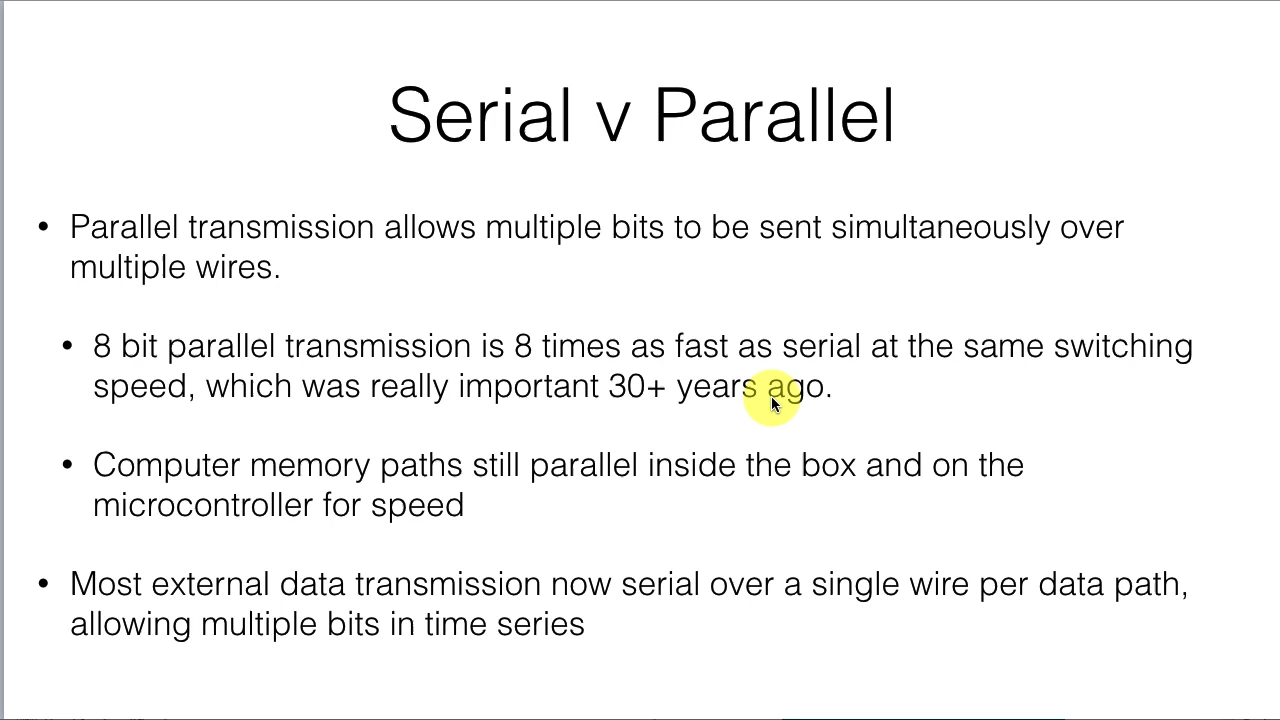 Serial v Parallel
• Parallel transmission allows multiple bits to be sent simultaneously over
multiple wires.
• 8 bit parallel transmission is 8 times as fast as serial at the same switching
speed, which was really important 30+ years ago.
• Computer memory paths still parallel inside the box and on the
microcontroller for speed
• Most external data transmission now serial over a single wire per data path,
allowing multiple bits in time series